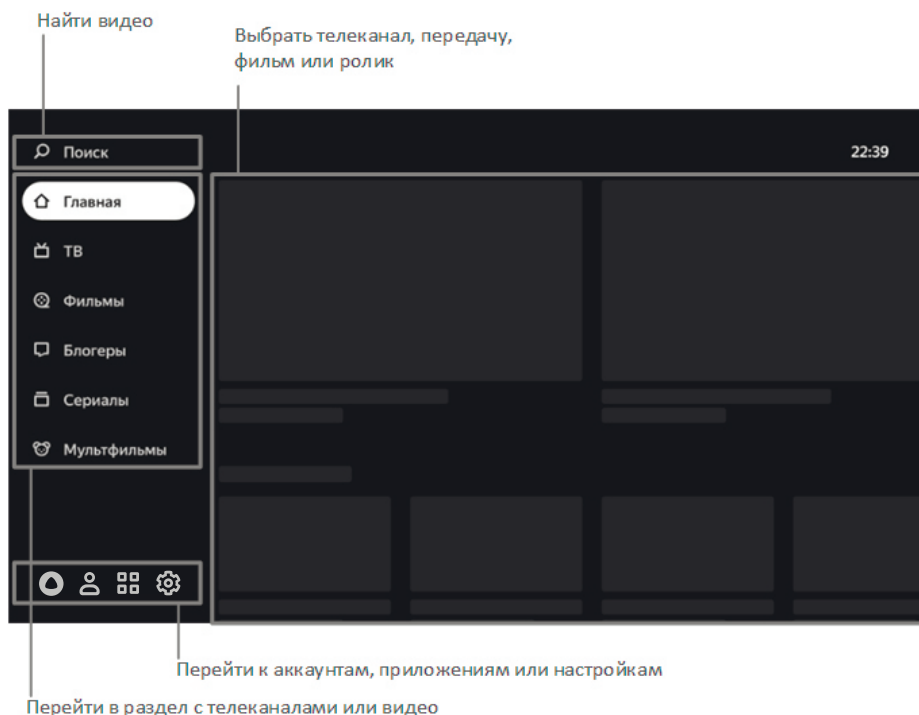 Найти видео
Выбрать телеканал, передачу,
фильм или ролик
Поиск
22:39
Главная
ТВ
Фильмы
Блогеры
Сериалы
Мультфильмы
Перейти к аккаунтам, приложениям или настройкам
Перейти в раздел с телеканалами или видео